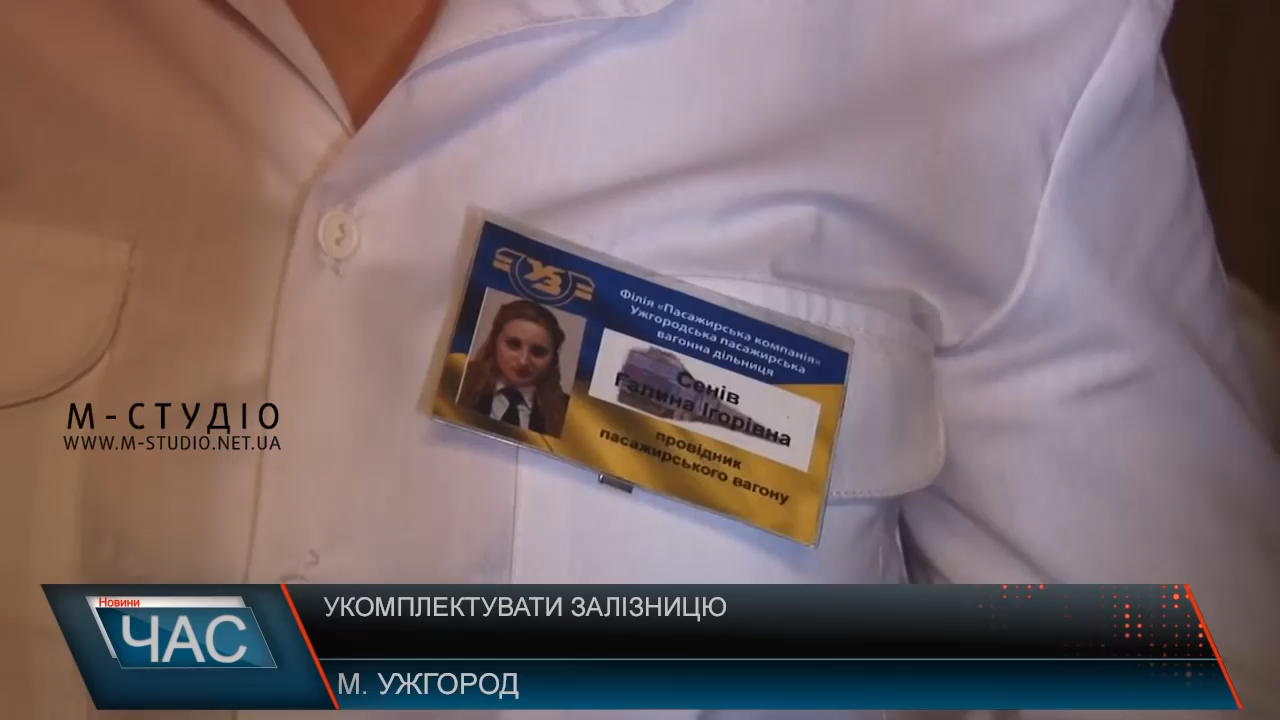 УЗ
Філія «Пасажирська компанія»
Ужгородська пасажирська
вагонна дільниця
Сенів
Галина Ігорівна
провідник
пасажирського вагону
М-СТУДІО
WWW.M-STUDIO.NET.UA
Новини
ЧАС
УКОМПЛЕКТУВАТИ ЗАЛІЗНИЦЮ
М. УЖГОРОД